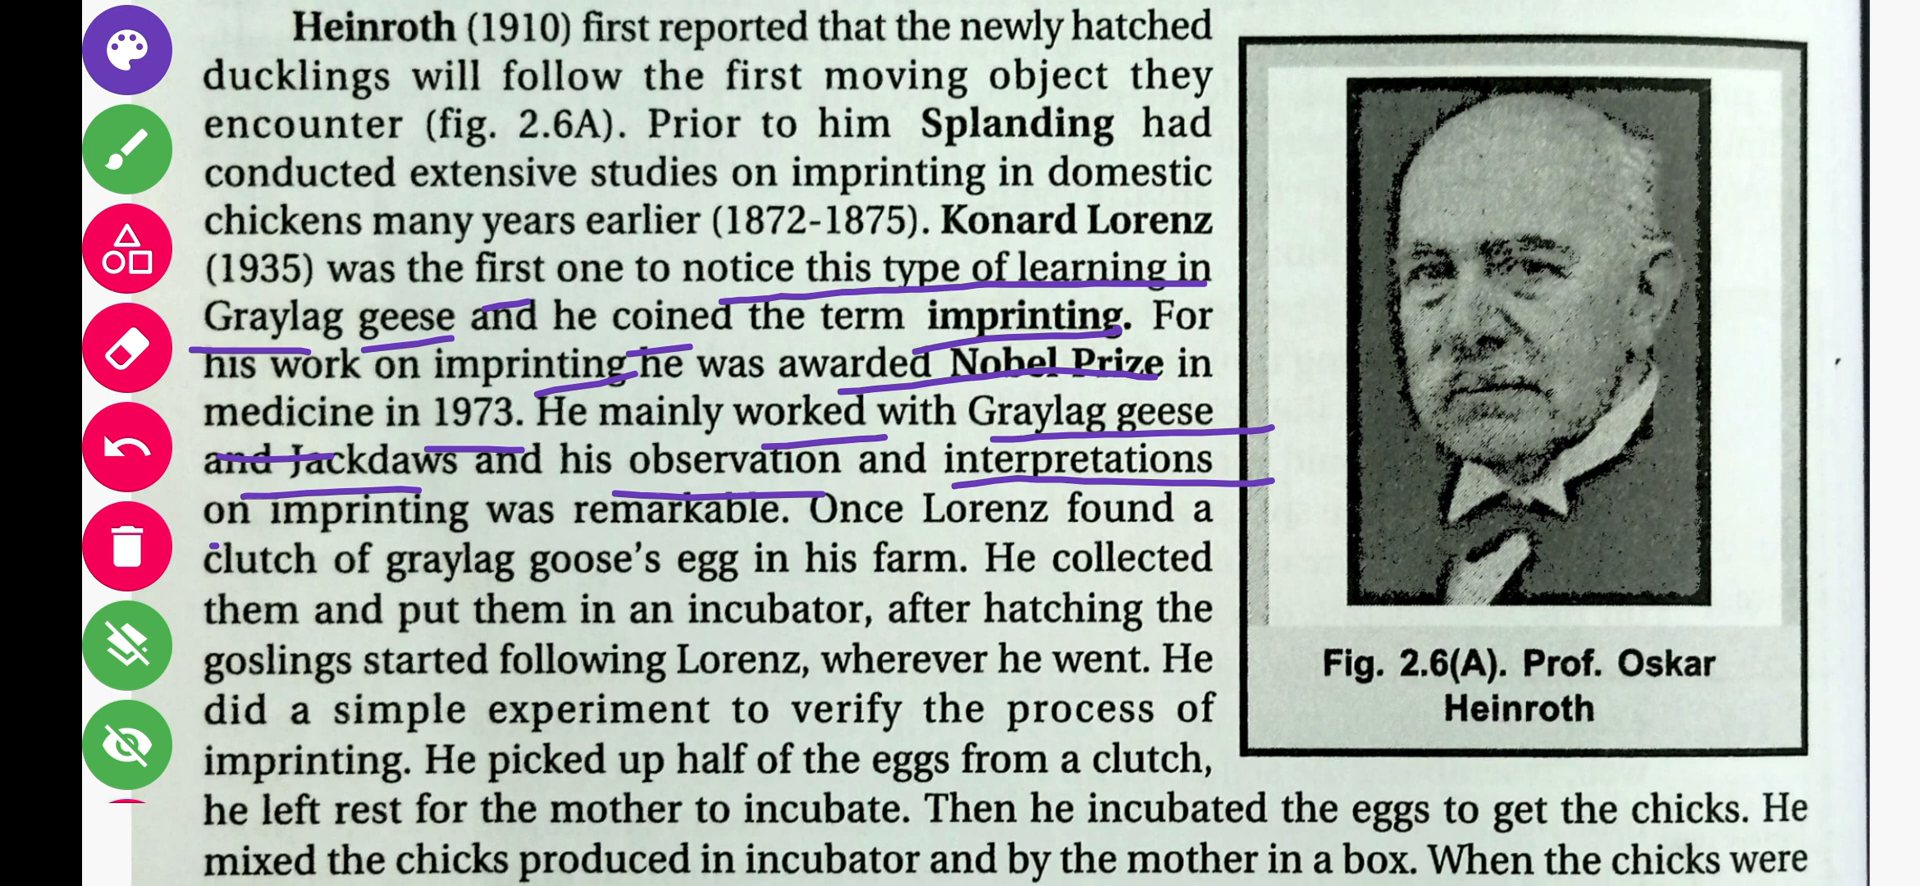 Heinroth (1910) first reported that the newly hatched
ducklings will follow the first moving object they
encounter (fig. 2.6A). Prior to him Splanding had
conducted extensive studies on imprinting in domestic
chickens many years earlier (1872-1875). Konard Lorenz
(1935) was the first one to notice this type of learning in
Graylag geese and he coined the term imprinting. For
his work on imprinting he was awarded Nobel Prize in
medicine in 1973. He mainly worked with Graylag geese
and Jackdaws and his observation and interpretations
on imprinting was remarkable. Once Lorenz found a
clutch of graylag goose's egg in his farm. He collected
them and put them in an incubator, after hatching the
goslings started following Lorenz, wherever he went. He
did a simple experiment to verify the process of
imprinting. He picked up half of the eggs from a clutch,
he left rest for the mother to incubate. Then he incubated the eggs to get the chicks. He
mixed the chicks produced in incubator and by the mother in a box. When the chicks were
Fig. 2.6(A). Prof. Oskar
Heinroth